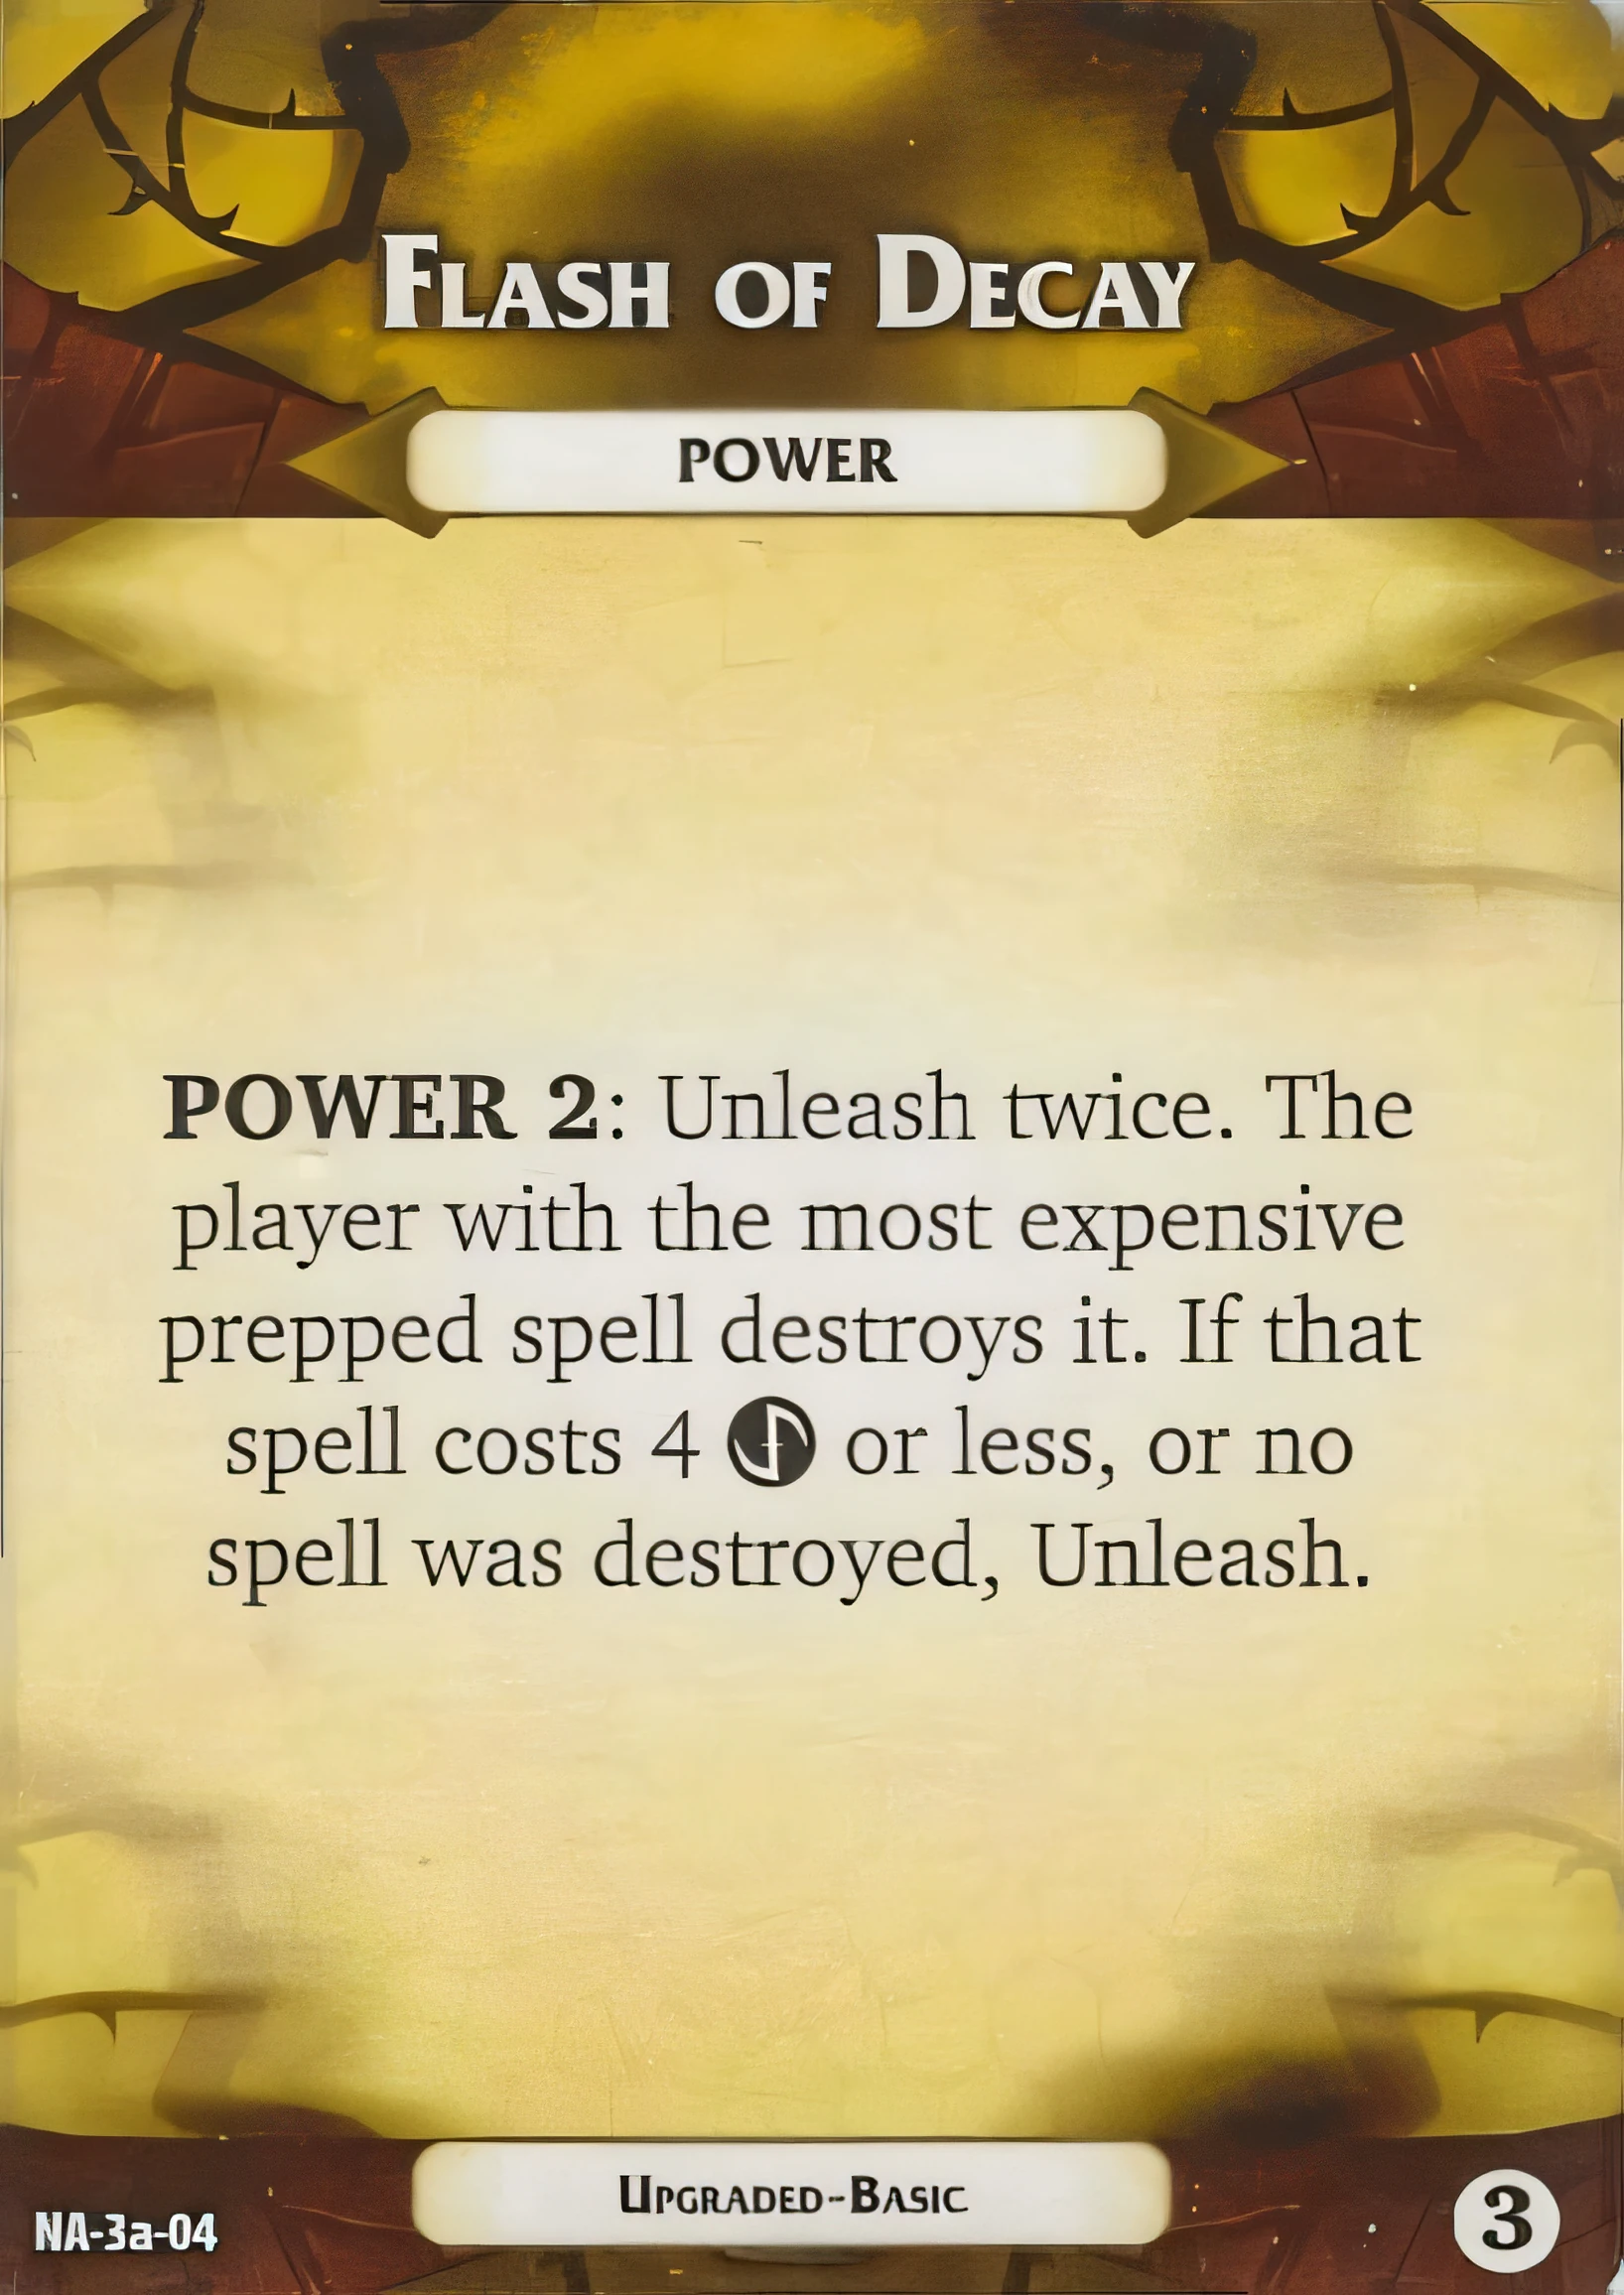 Flash of Decay
POWER
POWER 2: Unleash twice. The
player with the most expensive
prepped spell destroys it. If that
spell costs 4 or less, or no
spell was destroyed, Unleash.
Upgraded-Basic
NA-3a-04
3